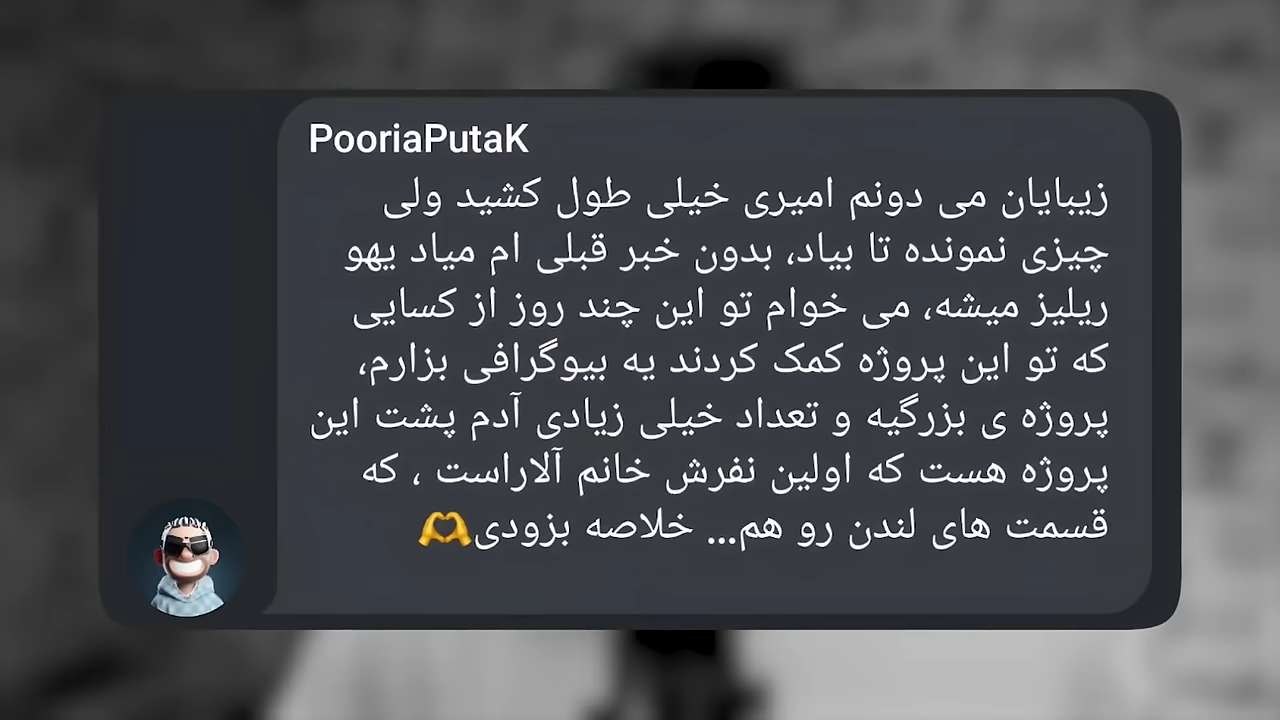 PooriaPutaK
زیبایان می دونم امیری خیلی طول کشید ولی
چیزی نمونده تا بیاد، بدون خبر قبلی ام میاد یهو
ریلیز میشه، می خوام تو این چند روز از کسایی
که تو این پروژه کمک کردند یه بیوگرافی بزارم،
پروژه ی بزرگیه و تعداد خیلی زیادی آدم پشت این
پروژه هست که اولین نفرش خانم آلاراست ، که
قسمت های لندن رو هم... خلاصه بزودی🫶